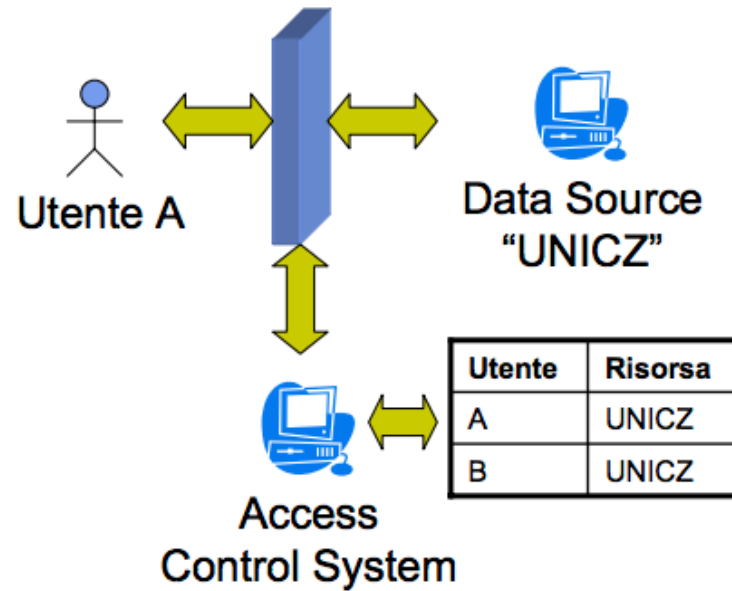 Utente A
Data Source
“UNICZ”
Utente Risorsa
A UNICZ
B UNICZ
Access
Control System